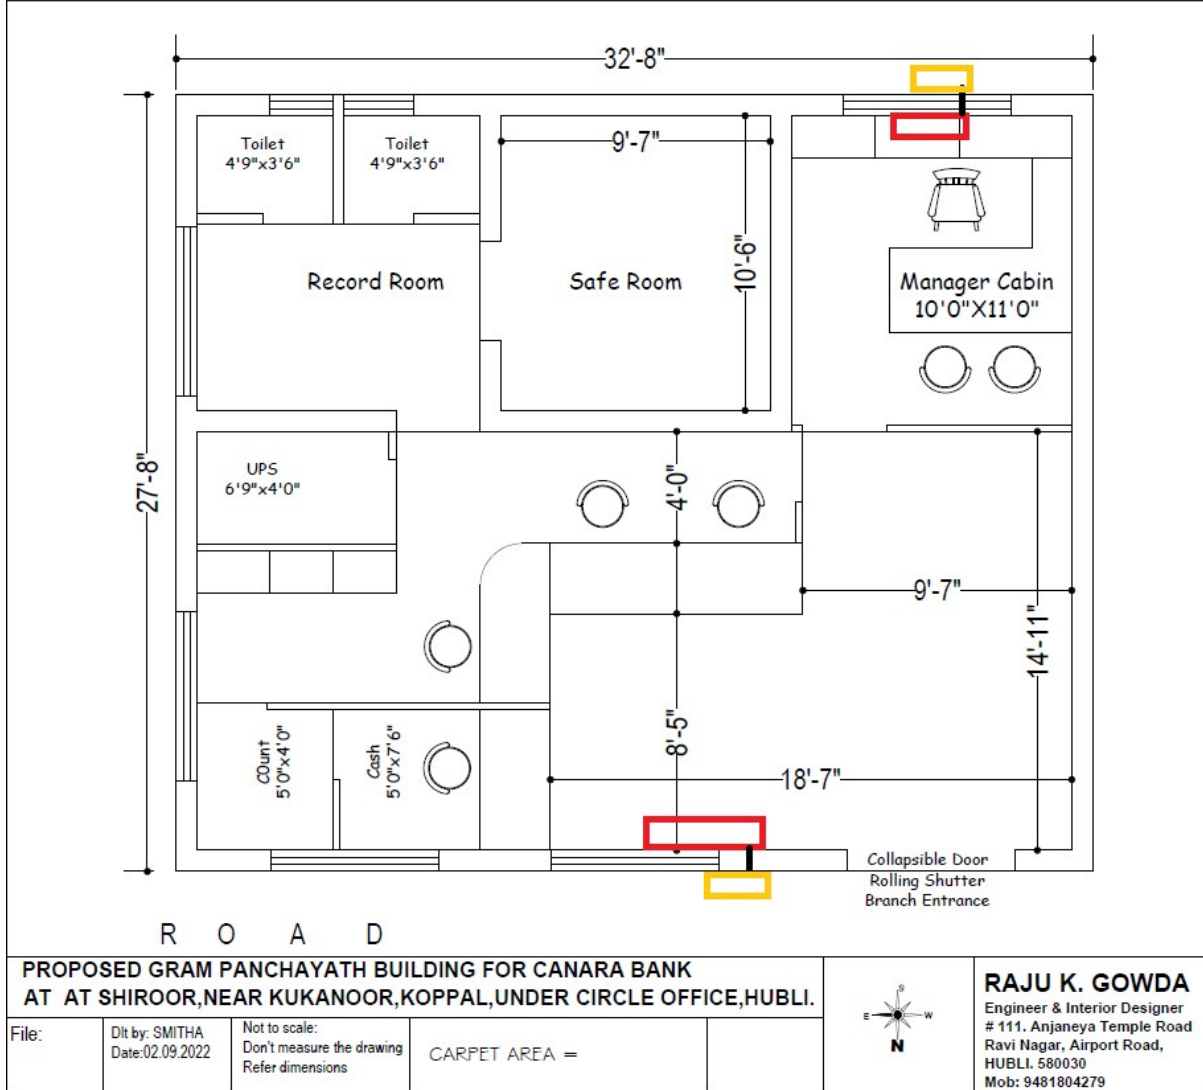 32'-8"
Toilet
4'9"x3'6"
Toilet
4'9"x3'6"
9'-7"
10'-6"
Record Room
Safe Room
Manager Cabin
10'0"X11'0"
27'-8"
UPS
6'9"x4'0"
4'-0"
9'-7"
14'-11"
8'-5"
COunt
5'0"x4'0"
Cash
5'0"x7'6"
18'-7"
Collapsible Door
Rolling Shutter
Branch Entrance
R O A D
PROPOSED GRAM PANCHAYATH BUILDING FOR CANARA BANK
AT AT SHIROOR,NEAR KUKANOOR,KOPPAL,UNDER CIRCLE OFFICE,HUBLI.
File:
Dlt by: SMITHA
Date:02.09.2022
Not to scale:
Don't measure the drawing
Refer dimensions
CARPET AREA =
S
E W
N
RAJU K. GOWDA
Engineer & Interior Designer
# 111. Anjaneya Temple Road
Ravi Nagar, Airport Road,
HUBLI. 580030
Mob: 9481804279